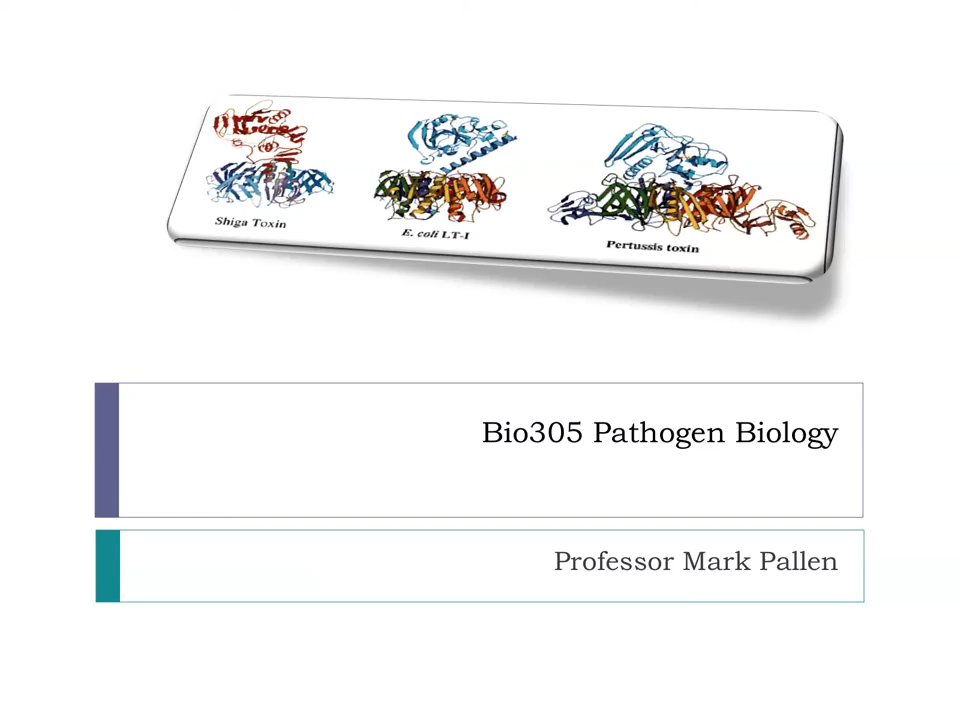 Shiga Toxin
E. coli LT-I
Pertussis toxin
Bio305 Pathogen Biology
Professor Mark Pallen